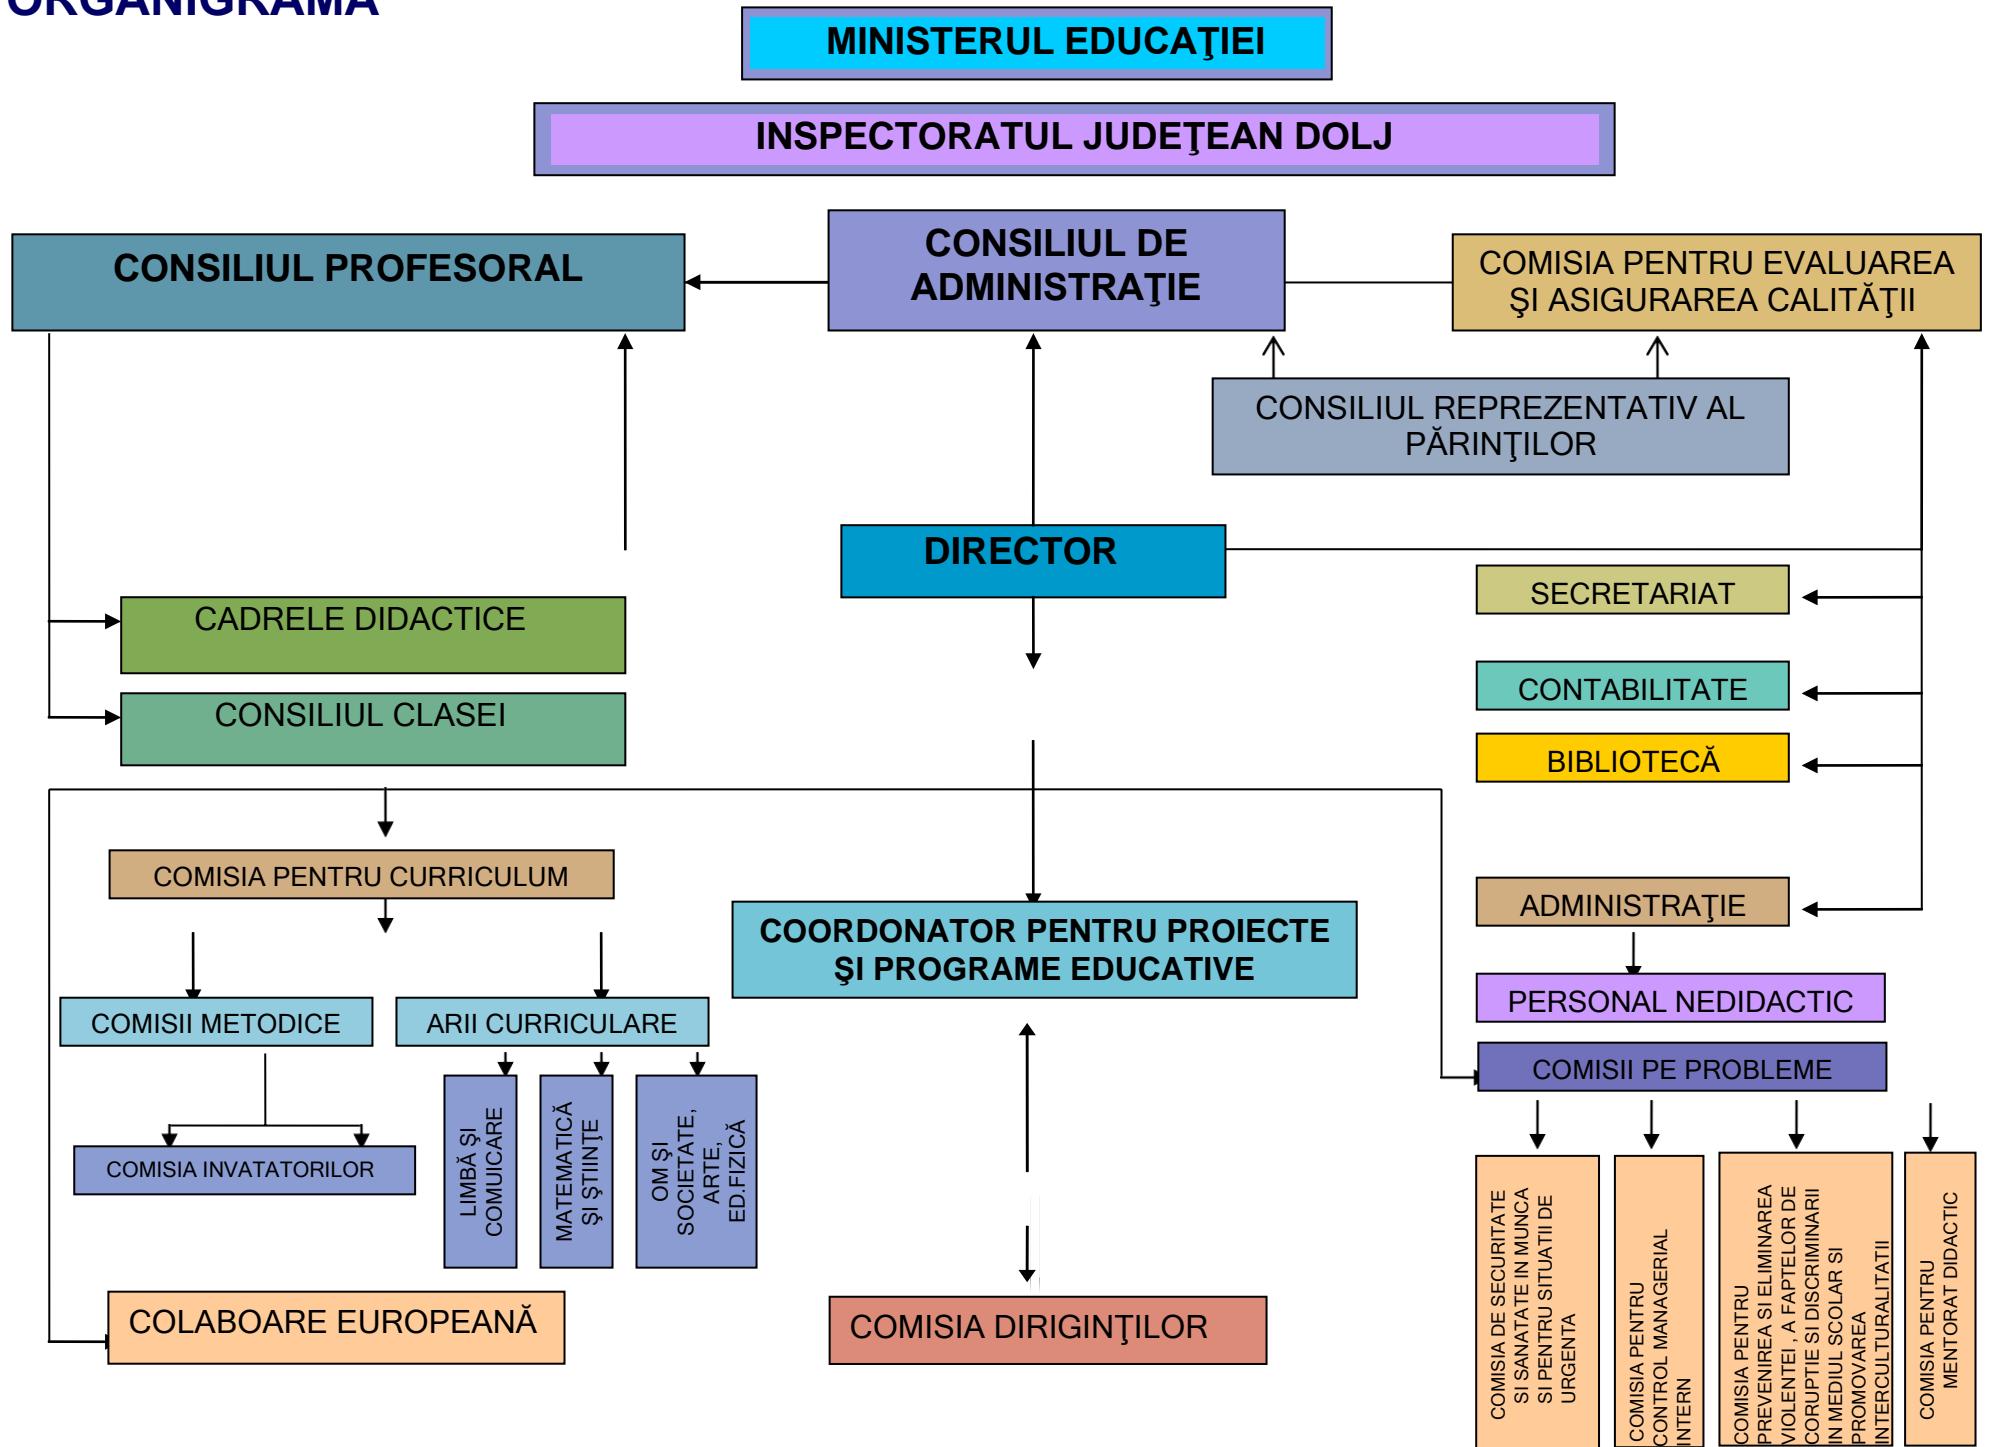 ORGANIGRAMA
MINISTERUL EDUCAŢIEI
INSPECTORATUL JUDEŢEAN DOLJ
CONSILIUL PROFESORAL
CONSILIUL DE
ADMINISTRAŢIE
COMISIA PENTRU EVALUAREA
ŞI ASIGURAREA CALITĂŢII
CONSILIUL REPREZENTATIV AL
PĂRINŢILOR
DIRECTOR
CADRELE DIDACTICE
CONSILIUL CLASEI
SECRETARIAT
CONTABILITATE
BIBLIOTECĂ
COMISIA PENTRU CURRICULUM
COORDONATOR PENTRU PROIECTE
ŞI PROGRAME EDUCATIVE
ADMINISTRAŢIE
PERSONAL NEDIDACTIC
COMISII METODICE
ARII CURRICULARE
COMISII PE PROBLEME
COMISIA INVATATORILOR
LIMBĂ ŞI
COMUICARE
MATEMATICĂ
ŞI ŞTIINŢE
OM ŞI
SOCIETATE,
ARTE,
ED.FIZICĂ
COLABOARE EUROPEANĂ
COMISIA DIRIGINŢILOR
COMISIA DE SECURITATE
SI SANATATE IN MUNCA
SI PENTRU SITUATII DE
URGENTA
COMISIA PENTRU
CONTROL MANAGERIAL
INTERN
COMISIA PENTRU
PREVENIREA SI ELIMINAREA
VIOLENTEI , A FAPTELOR DE
CORUPTIE SI DISCRIMINARII
IN MEDIUL SCOLAR SI
PROMOVAREA
INTERCULTURALITATII
COMISIA PENTRU
MENTORAT DIDACTIC